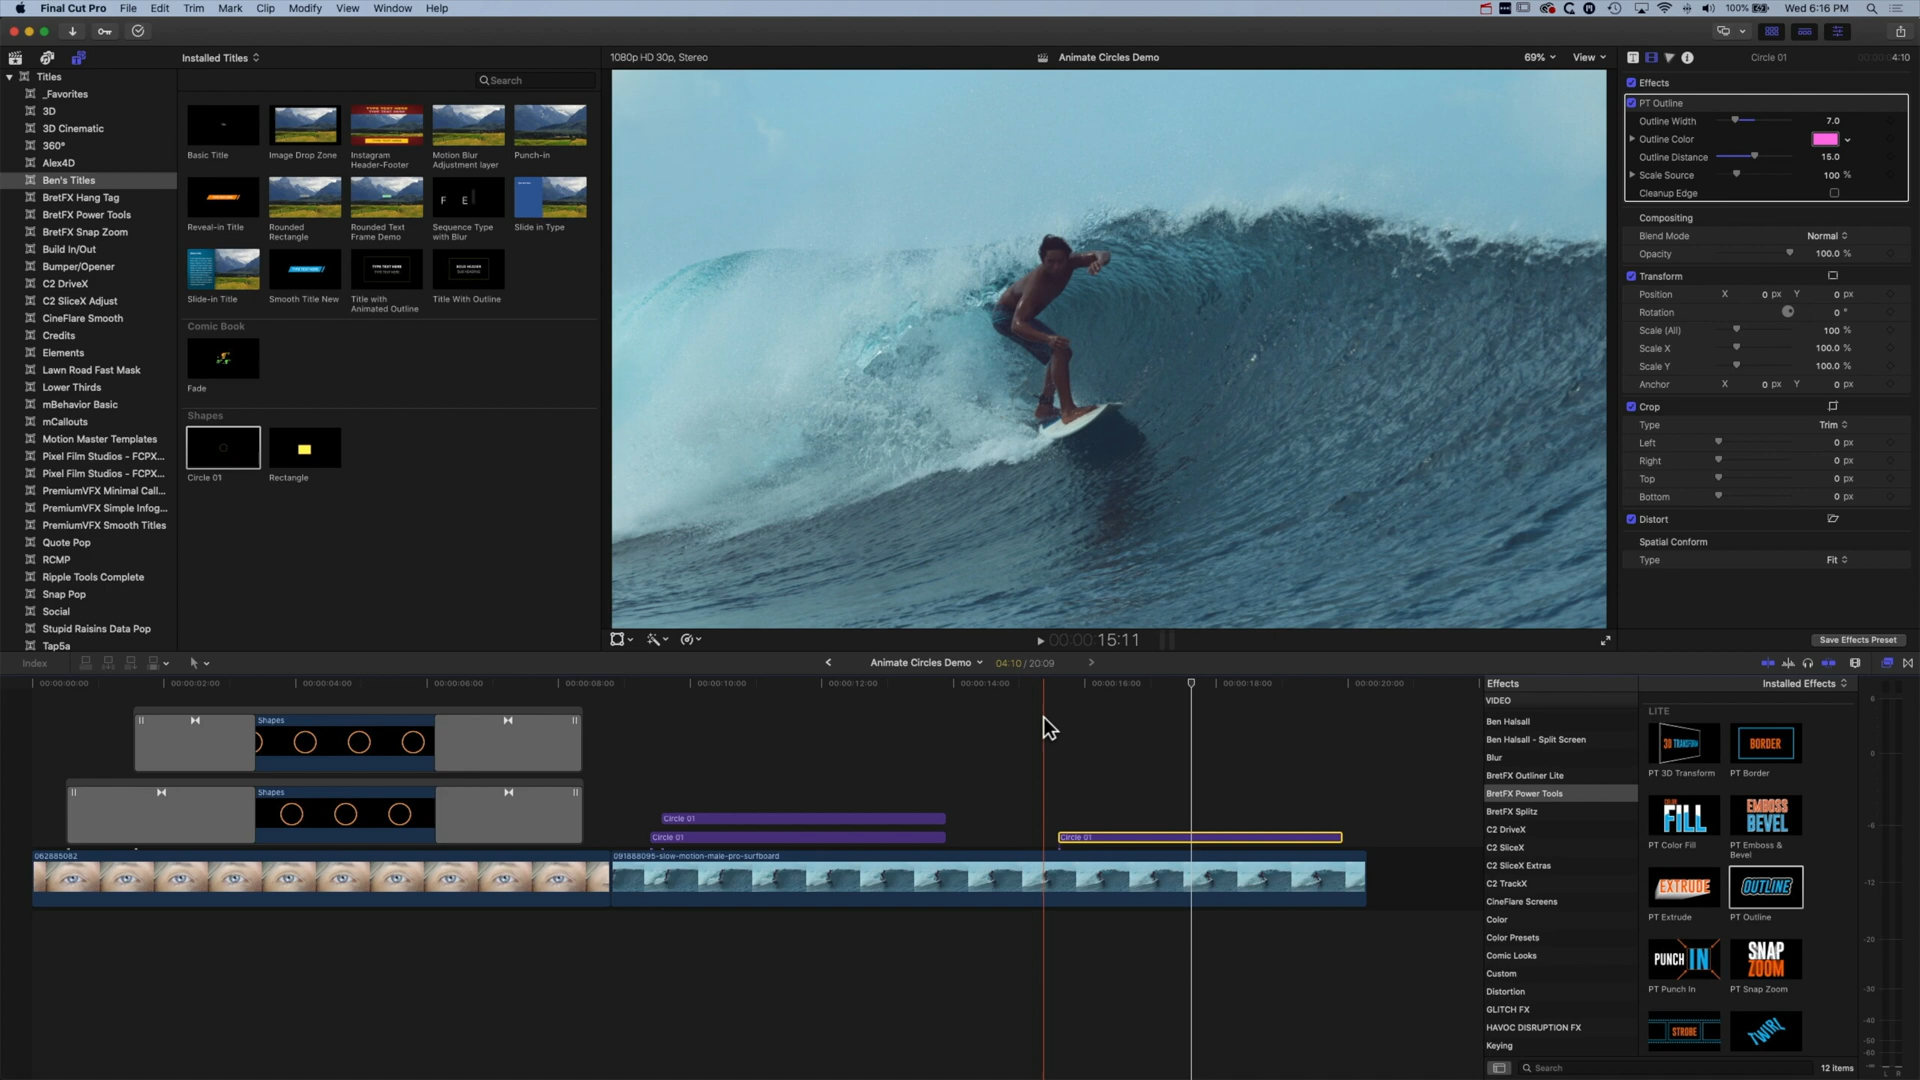 Final Cut Pro File Edit Trim Mark Clip Modify View Window Help
100% Wed 6:16 PM
Installed Titles
1080p HD 30p, Stereo
Animate Circles Demo
69% View
Circle 01
4:10
Titles
_Favorites
3D
3D Cinematic
360°
Alex4D
Ben's Titles
BretFX Hang Tag
BretFX Power Tools
BretFX Snap Zoom
Build In/Out
Bumper/Opener
C2 DriveX
C2 SliceX Adjust
CineFlare Smooth
Credits
Elements
Lawn Road Fast Mask
Lower Thirds
mBehavior Basic
mCallouts
Motion Master Templates
Pixel Film Studios - FCPX...
Pixel Film Studios - FCPX...
PremiumVFX Minimal Call...
PremiumVFX Simple Infog...
PremiumVFX Smooth Titles
Quote Pop
RCMP
Ripple Tools Complete
Snap Pop
Social
Stupid Raisins Data Pop
Tap5a
Search
Basic Title
Image Drop Zone
Instagram
Header-Footer
Motion Blur
Adjustment layer
Punch-in
Reveal-in Title
Rounded
Rectangle
Rounded Text
Frame Demo
F E
Sequence Type
with Blur
Slide in Type
Slide-in Title
Smooth Title New
Title with
Animated Outline
Title With Outline
Comic Book
Fade
Shapes
Circle 01
Rectangle
Effects
PT Outline
Outline Width 7.0
Outline Color
Outline Distance 15.0
Scale Source 100 %
Cleanup Edge
Compositing
Blend Mode Normal
Opacity 100.0 %
Transform
Position X 0 px Y 0 px
Rotation 0 °
Scale (All) 100 %
Scale X 100.0 %
Scale Y 100.0 %
Anchor X 0 px Y 0 px
Crop
Type Trim
Left 0 px
Right 0 px
Top 0 px
Bottom 0 px
Distort
Spatial Conform
Type Fit
Save Effects Preset
00:00:15:11
Index
Animate Circles Demo
04:10 / 20:09
00:00:00:00 00:00:02:00 00:00:04:00 00:00:06:00 00:00:08:00 00:00:10:00 00:00:12:00 00:00:14:00 00:00:16:00 00:00:18:00 00:00:20:00
Shapes
Shapes
Circle 01
Circle 01
Circle 01
062885082
091888095-slow-motion-male-pro-surfboard
Effects
Installed Effects
VIDEO
Ben Halsall
Ben Halsall - Split Screen
Blur
BretFX Outliner Lite
BretFX Power Tools
BretFX Splitz
C2 DriveX
C2 SliceX
C2 SliceX Extras
C2 TrackX
CineFlare Screens
Color
Color Presets
Comic Looks
Custom
Distortion
GLITCH FX
HAVOC DISRUPTION FX
Keying
LITE
3D TRANSFORM
BORDER
PT 3D Transform
PT Border
COLOR FILL
EMBOSS BEVEL
PT Color Fill
PT Emboss &
Bevel
EXTRUDE
OUTLINE
PT Extrude
PT Outline
PUNCH IN
SNAP ZOOM
PT Punch In
PT Snap Zoom
STROBE
TWIRL
Search
12 items
6
0
-6
-12
-20
-30
-40
-50
-60
-∞
L R